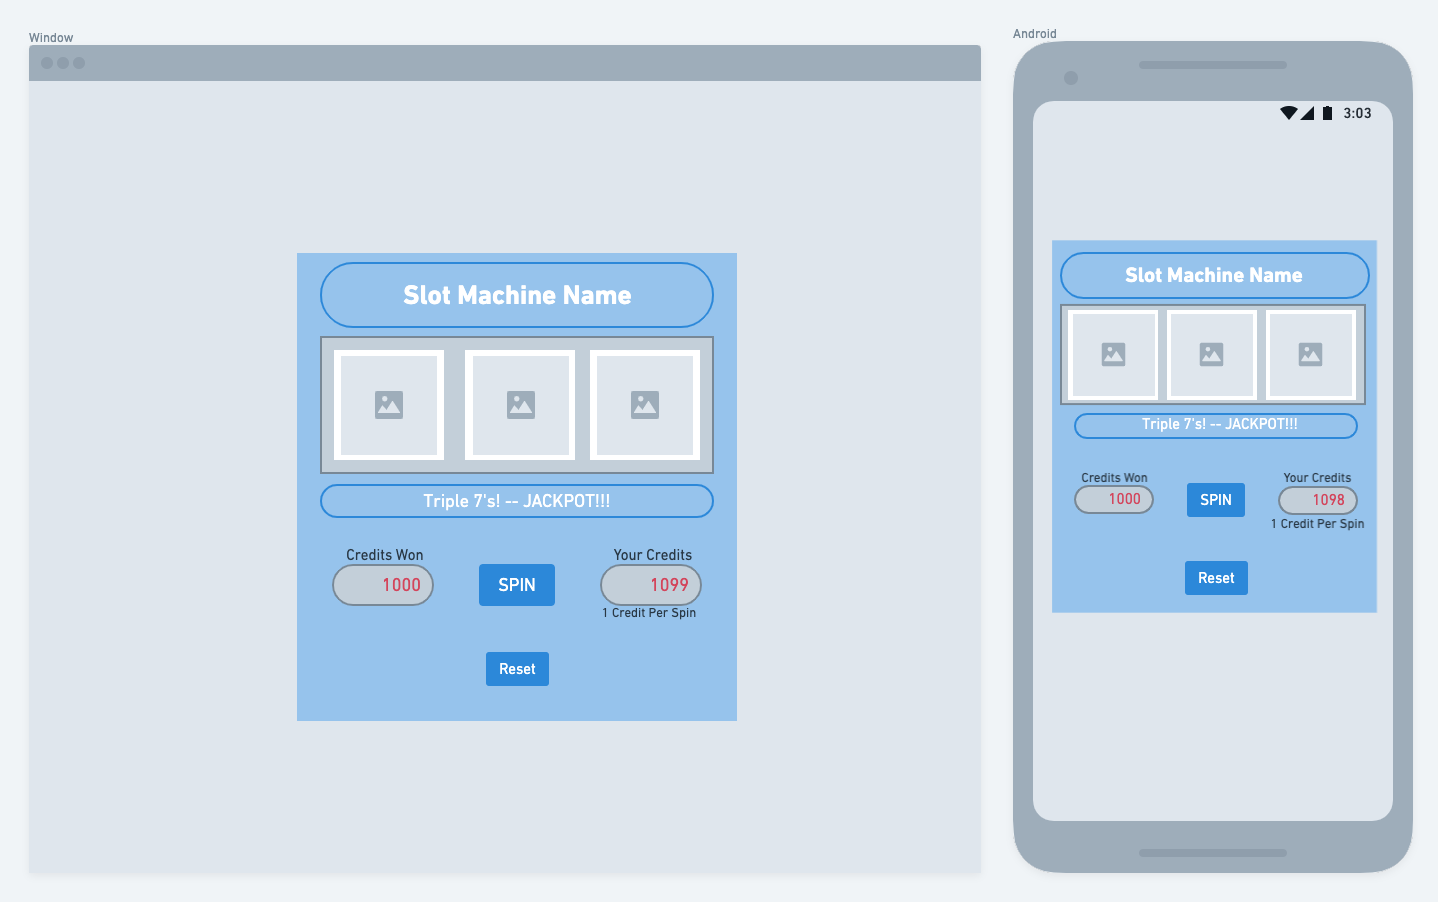 Window
Slot Machine Name
Triple 7's! -- JACKPOT!!!
Credits Won
1000
SPIN
Your Credits
1099
1 Credit Per Spin
Reset
Android
3:03
Slot Machine Name
Triple 7's! -- JACKPOT!!!
Credits Won
1000
SPIN
Your Credits
1098
1 Credit Per Spin
Reset